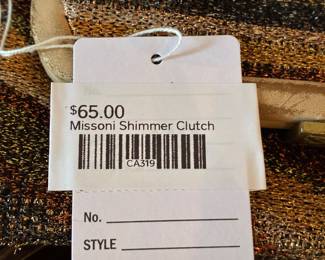 $65.00
Missoni Shimmer Clutch
CA319
No.
STYLE